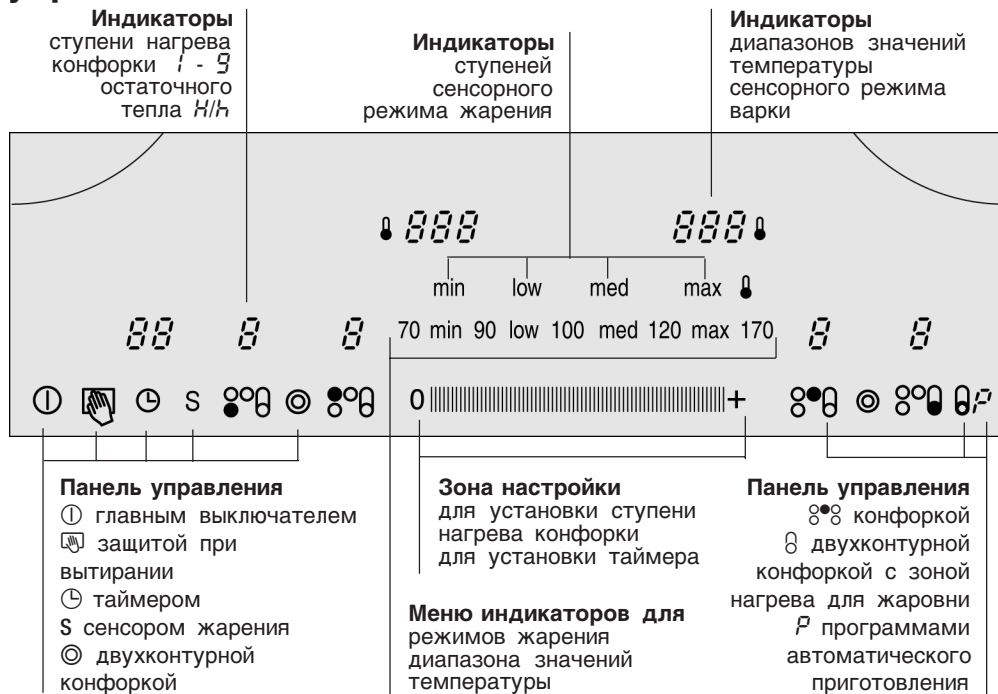 Индикаторы
ступени нагрева
конфорки 1 - 9
остаточного
тепла H/h
Индикаторы
ступеней
сенсорного
режима жарения
Индикаторы
диапазонов значений
температуры
сенсорного режима
варки
888 888
min low med max
88 8 8 70 min 90 low 100 med 120 max 170 8 8
S 0 + P
Панель управления
главным выключателем
защитой при
вытирании
таймером
S сенсором жарения
двухконтурной
конфоркой
Зона настройки
для установки ступени
нагрева конфорки
для установки таймера
Меню индикаторов для
режимов жарения
диапазона значений
температуры
Панель управления
конфоркой
двухконтурной
конфоркой с зоной
нагрева для жаровни
P программами
автоматического
приготовления